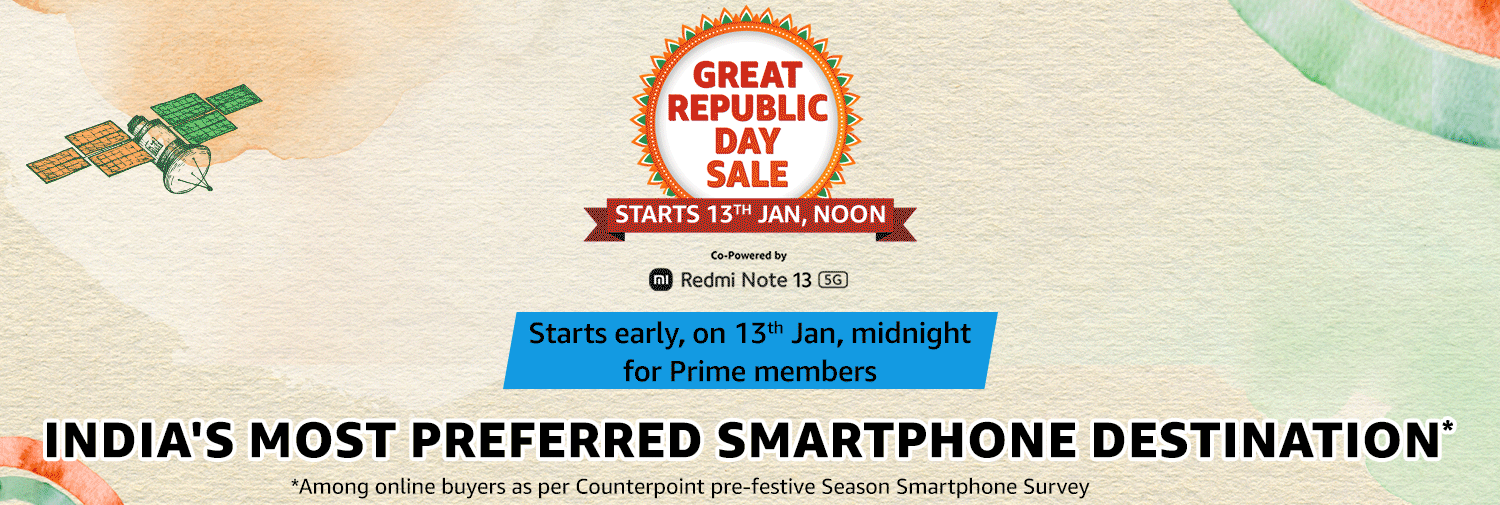 GREAT
REPUBLIC
DAY
SALE
STARTS 13TH JAN, NOON
Co-Powered by
mi Redmi Note 13 5G
Starts early, on 13th Jan, midnight
for Prime members
INDIA'S MOST PREFERRED SMARTPHONE DESTINATION*
*Among online buyers as per Counterpoint pre-festive Season Smartphone Survey